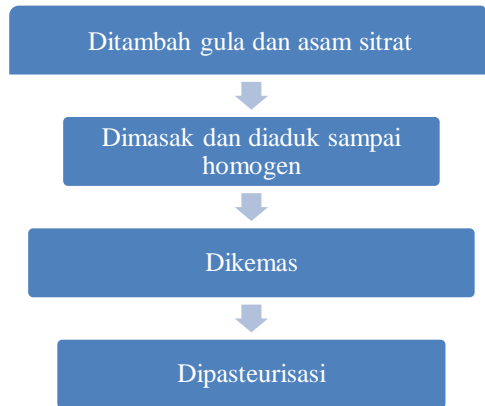 Ditambah gula dan asam sitrat
Dimasak dan diaduk sampai
homogen
Dikemas
Dipasteurisasi